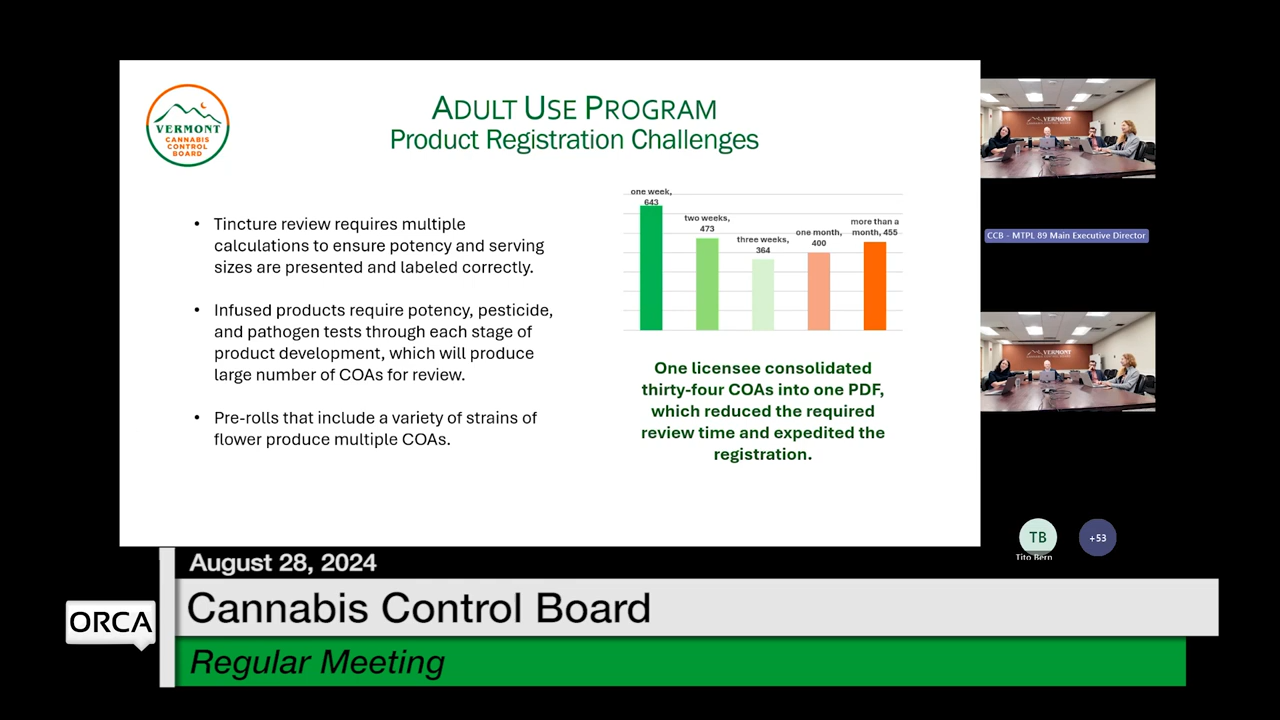 VERMONT
CANNABIS
CONTROL
BOARD
ADULT USE PROGRAM
Product Registration Challenges
• Tincture review requires multiple
calculations to ensure potency and serving
sizes are presented and labeled correctly.
• Infused products require potency, pesticide,
and pathogen tests through each stage of
product development, which will produce
large number of COAs for review.
• Pre-rolls that include a variety of strains of
flower produce multiple COAs.
one week,
643
two weeks,
473
three weeks,
364
one month,
400
more than a
month, 455
One licensee consolidated
thirty-four COAs into one PDF,
which reduced the required
review time and expedited the
registration.
VERMONT
CCB - MTPL 89 Main Executive Director
VERMONT
TB
+53
Tito Bern
August 28, 2024
ORCA
Cannabis Control Board
Regular Meeting